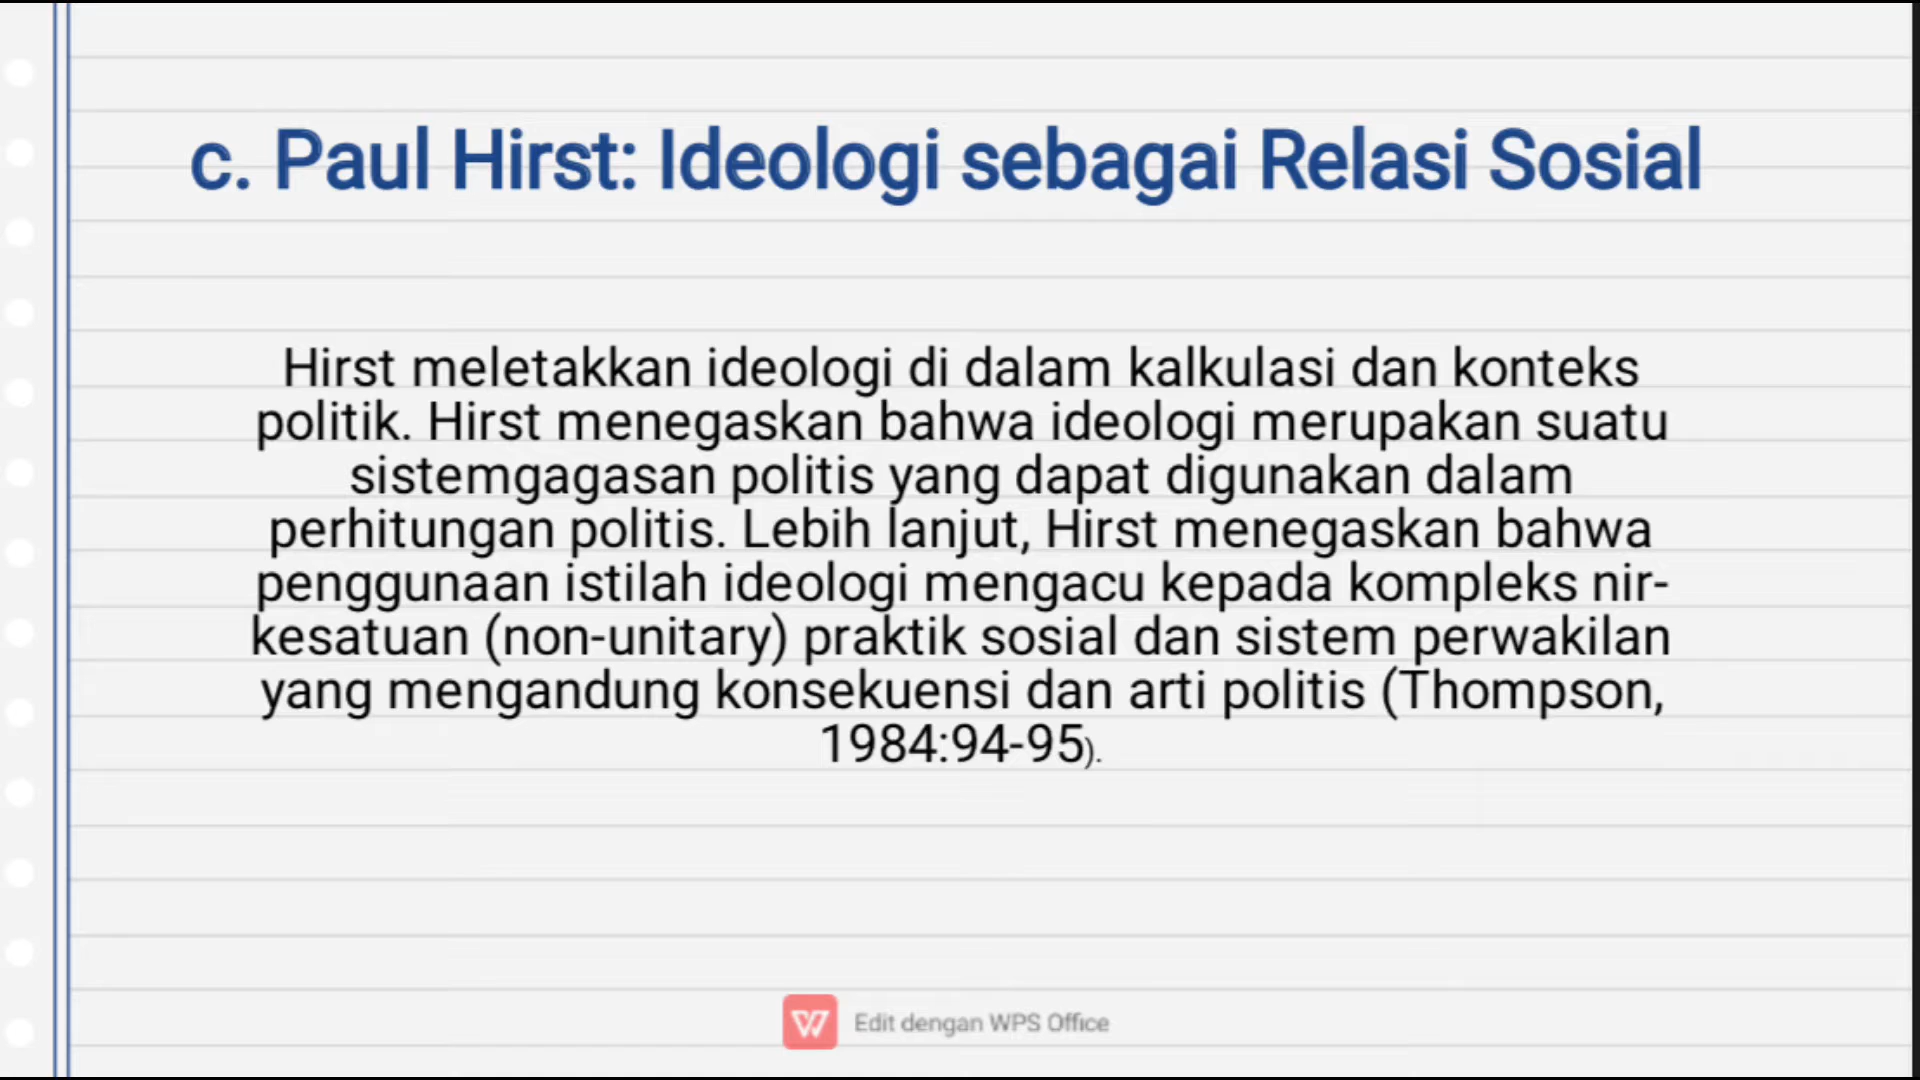 c. Paul Hirst: Ideologi sebagai Relasi Sosial
Hirst meletakkan ideologi di dalam kalkulasi dan konteks
politik. Hirst menegaskan bahwa ideologi merupakan suatu
sistemgagasan politis yang dapat digunakan dalam
perhitungan politis. Lebih lanjut, Hirst menegaskan bahwa
penggunaan istilah ideologi mengacu kepada kompleks nir-
kesatuan (non-unitary) praktik sosial dan sistem perwakilan
yang mengandung konsekuensi dan arti politis (Thompson,
1984:94-95).
Edit dengan WPS Office